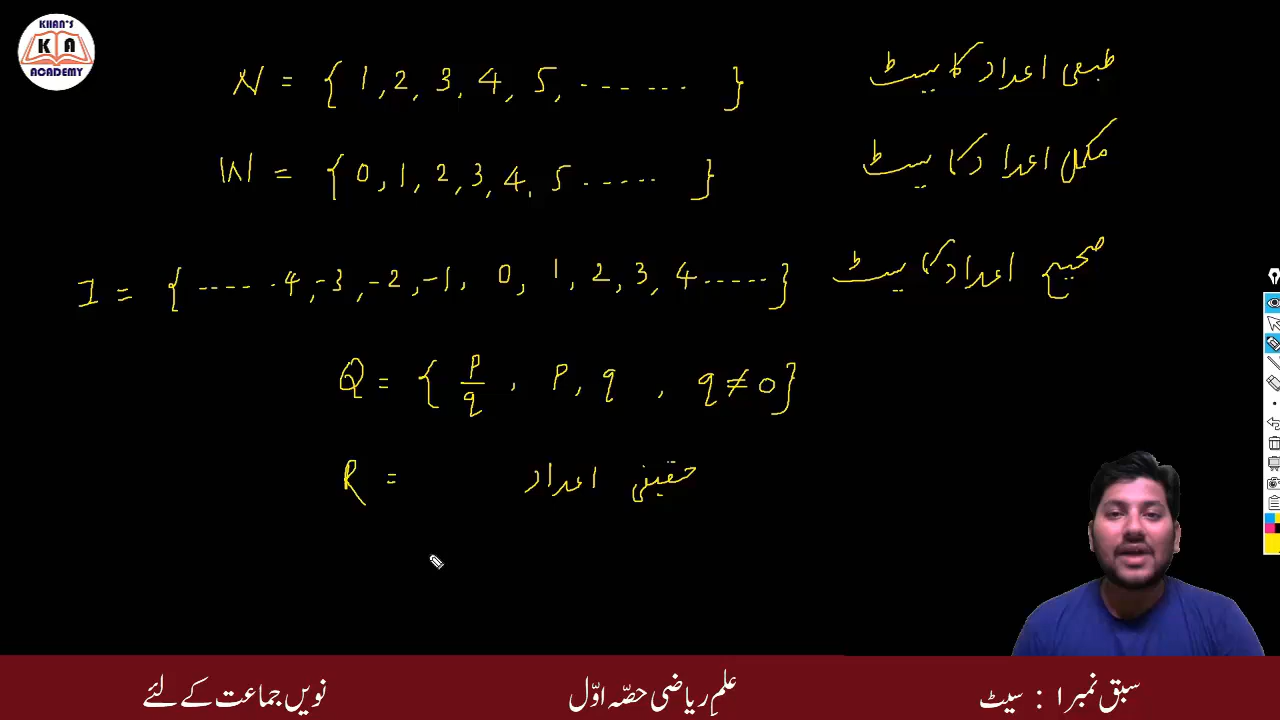 KHAN'S
K A
ACADEMY
N = { 1, 2, 3, 4, 5, ....... } طبعی اعداد کا سیٹ
W = { 0, 1, 2, 3, 4, 5 ...... } مکمل اعداد کا سیٹ
I = { ..... -4, -3, -2, -1, 0, 1, 2, 3, 4 ..... } صحیح اعداد کا سیٹ
Q = { p/q , p, q , q ≠ 0 }
R = حقیقی اعداد
سبق نمبر ۱ : سیٹ
علمِ ریاضی حصّہ اوّل
نویں جماعت کے لئے